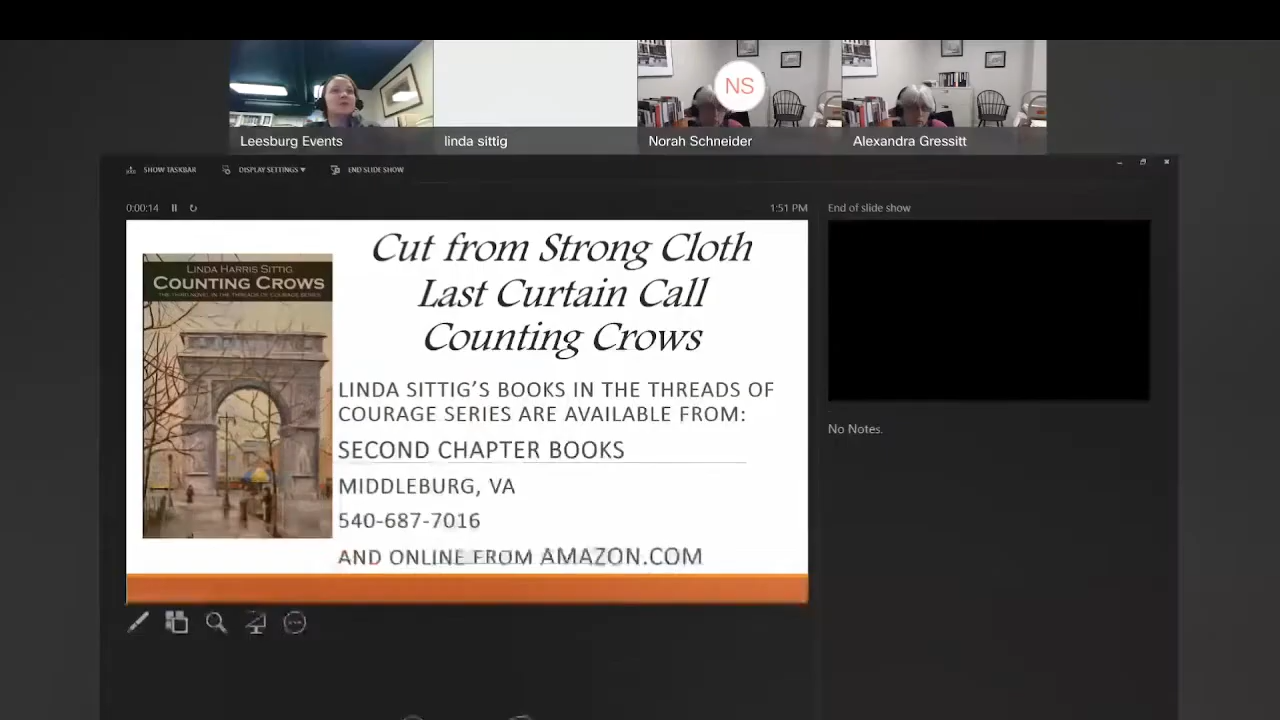 Leesburg Events
linda sittig
NS
Norah Schneider
Alexandra Gressitt
SHOW TASKBAR
DISPLAY SETTINGS ▾
END SLIDE SHOW
0:00:14
1:51 PM
LINDA HARRIS SITTIG
COUNTING CROWS
THE THIRD NOVEL IN THE THREADS OF COURAGE SERIES
Cut from Strong Cloth
Last Curtain Call
Counting Crows
LINDA SITTIG’S BOOKS IN THE THREADS OF
COURAGE SERIES ARE AVAILABLE FROM:
SECOND CHAPTER BOOKS
MIDDLEBURG, VA
540-687-7016
AND ONLINE FROM AMAZON.COM
End of slide show
No Notes.